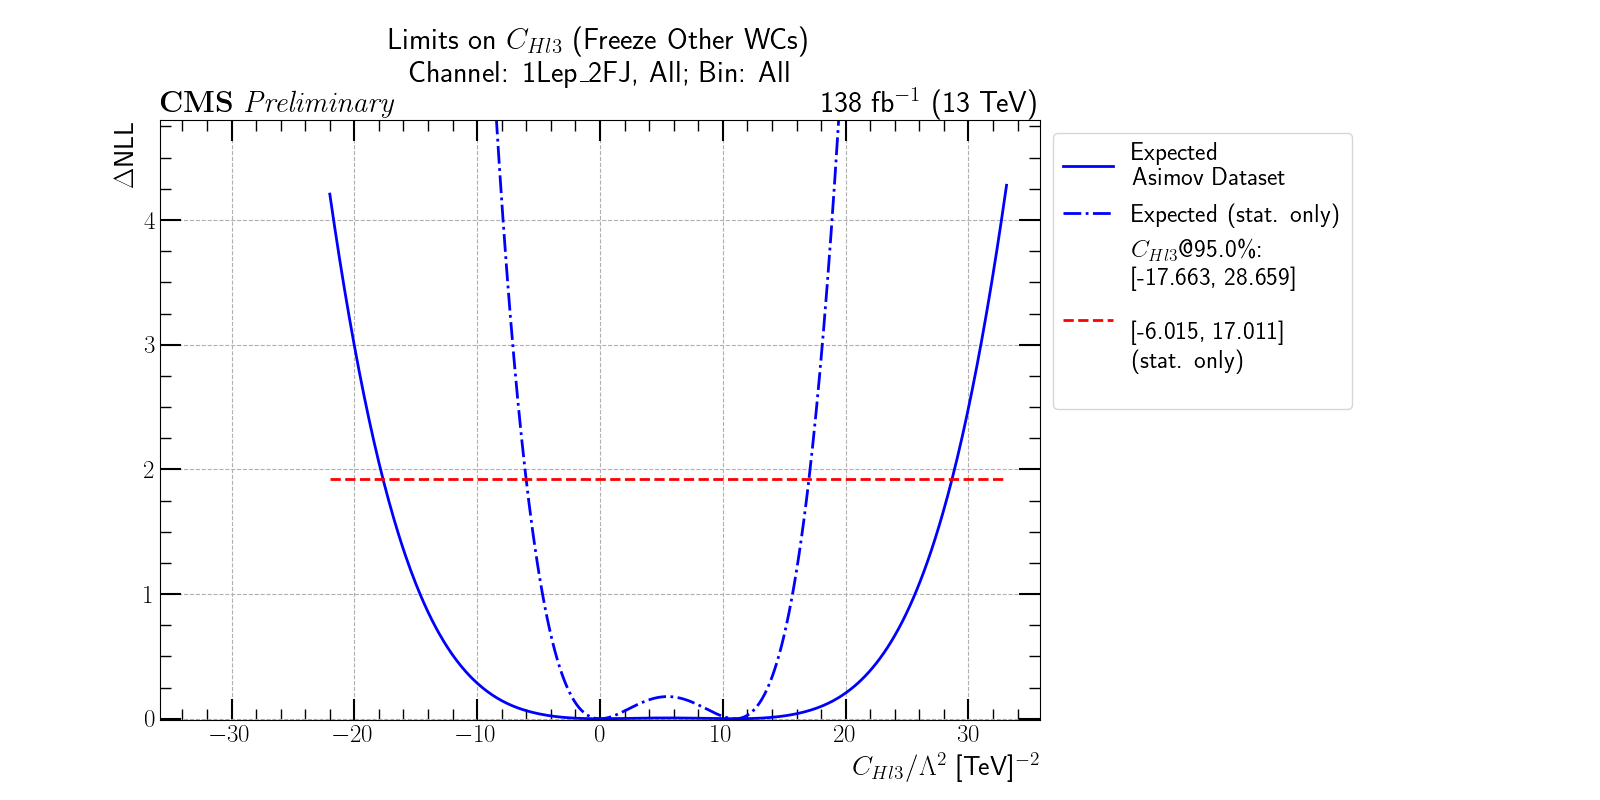 Limits on C_{Hl3} (Freeze Other WCs)
Channel: 1Lep_2FJ, All; Bin: All
CMS Preliminary
138 fb⁻¹ (13 TeV)
ΔNLL
4
3
2
1
0
−30
−20
−10
0
10
20
30
C_{Hl3}/Λ² [TeV]⁻²
Expected
Asimov Dataset
Expected (stat. only)
C_{Hl3}@95.0%:
[-17.663, 28.659]
[-6.015, 17.011]
(stat. only)